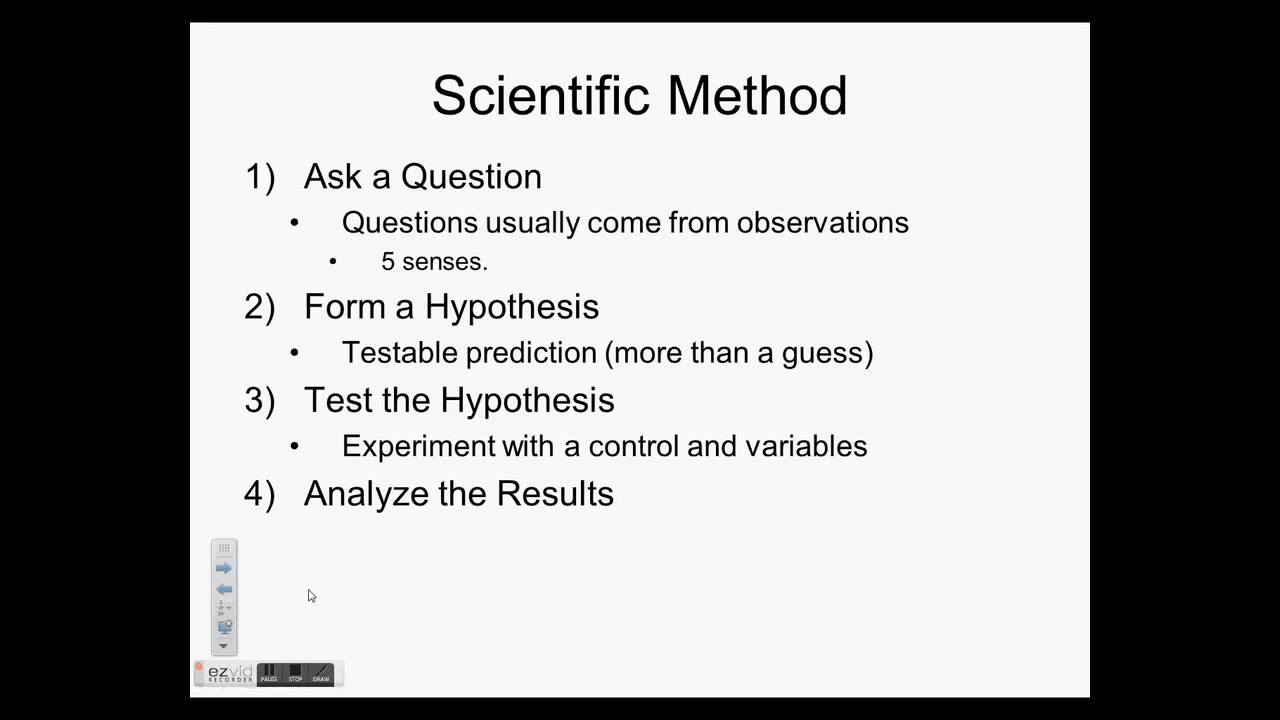 Scientific Method
1) Ask a Question
• Questions usually come from observations
• 5 senses.
2) Form a Hypothesis
• Testable prediction (more than a guess)
3) Test the Hypothesis
• Experiment with a control and variables
4) Analyze the Results
ezvid
RECORDER
PAUSE STOP DRAW